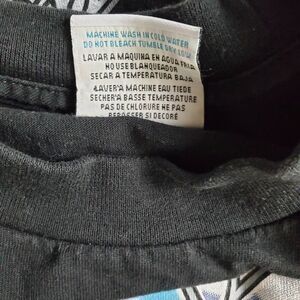 MACHINE WASH IN COLD WATER
DO NOT BLEACH TUMBLE DRY LOW
LAVAR A MAQUINA EN AGUA FRIA
NO USE BLANQUEADOR
SECAR A TEMPERATURA BAJA
LAVER'A MACHINE EAU TIEDE
SECHER'A BASSE TEMPERATURE
PAS DE CHLORURE NE PAS
REPASSER SI DECORÉ